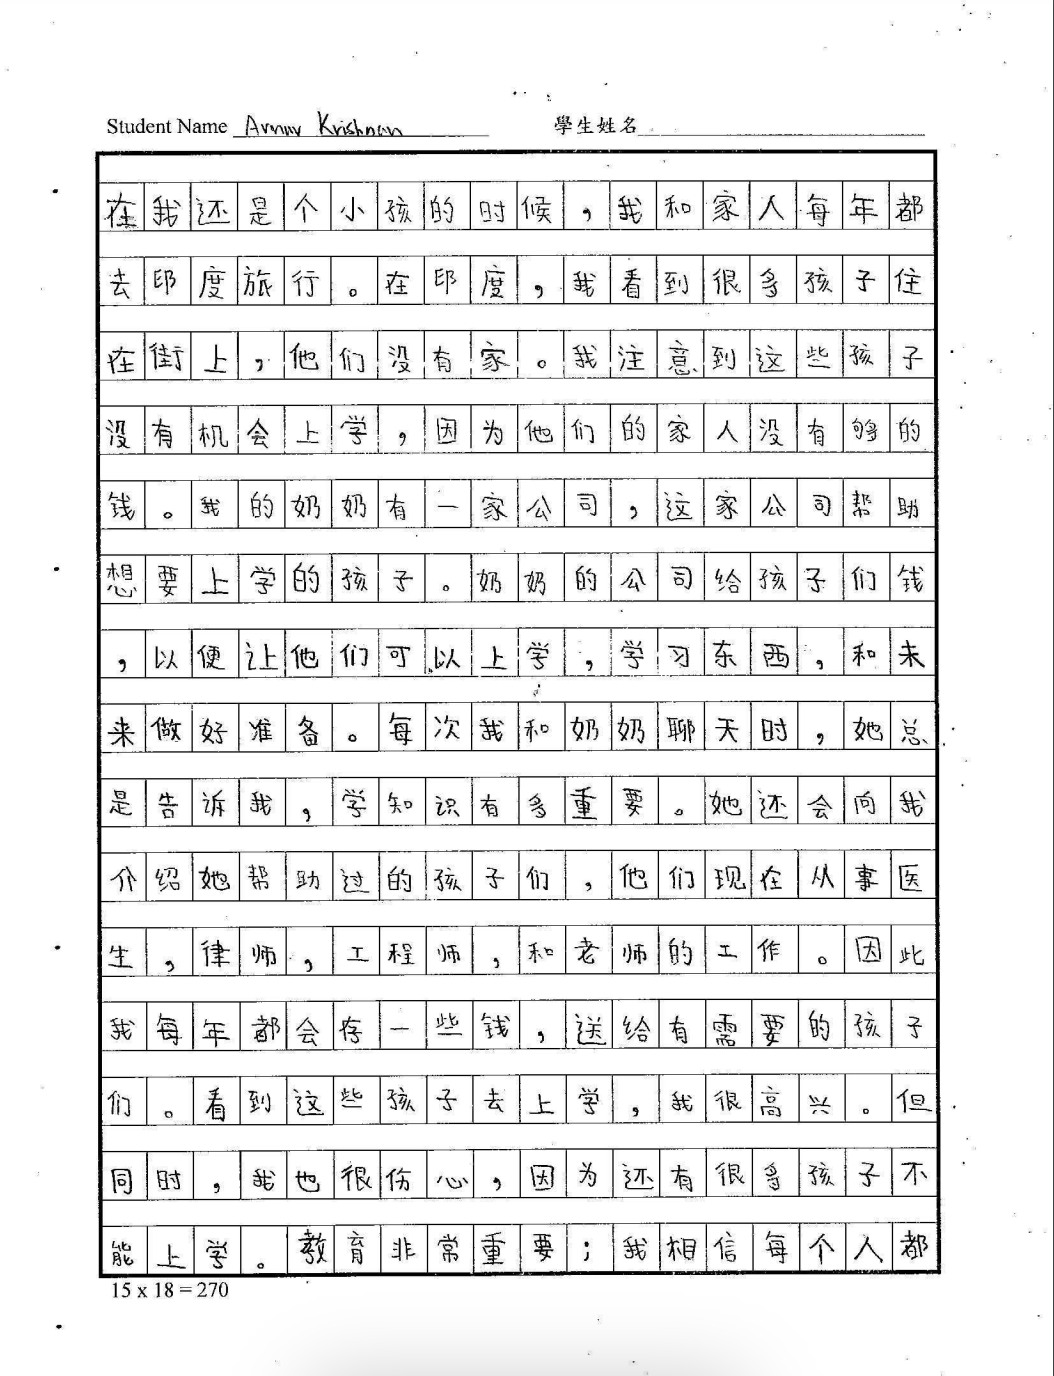 Student Name Arnav Krishnan 學生姓名
在我还是个小孩的时候，我和家人每年都
去印度旅行。在印度，我看到很多孩子住
在街上，他们没有家。我注意到这些孩子
没有机会上学，因为他们的家人没有够的
钱。我的奶奶有一家公司，这家公司帮助
想要上学的孩子。奶奶的公司给孩子们钱
，以便让他们可以上学，学习东西，和未
来做好准备。每次我和奶奶聊天时，她总
是告诉我，学知识有多重要。她还会向我
介绍她帮助过的孩子们，他们现在从事医
生，律师，工程师，和老师的工作。因此
我每年都会存一些钱，送给有需要的孩子
们。看到这些孩子去上学，我很高兴。但
同时，我也很伤心，因为还有很多孩子不
能上学。教育非常重要；我相信每个人都
15 x 18 = 270